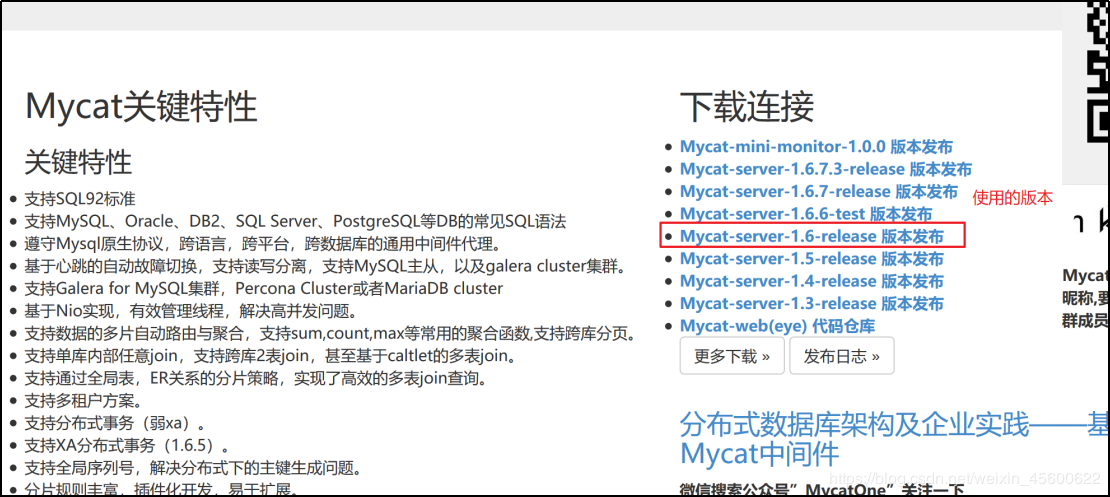 Mycat关键特性
关键特性
支持SQL92标准
支持MySQL、Oracle、DB2、SQL Server、PostgreSQL等DB的常见SQL语法
遵守Mysql原生协议，跨语言，跨平台，跨数据库的通用中间件代理。
基于心跳的自动故障切换，支持读写分离，支持MySQL主从，以及galera cluster集群。
支持Galera for MySQL集群，Percona Cluster或者MariaDB cluster
基于Nio实现，有效管理线程，解决高并发问题。
支持数据的多片自动路由与聚合，支持sum,count,max等常用的聚合函数,支持跨库分页。
支持单库内部任意join，支持跨库2表join，甚至基于caltlet的多表join。
支持通过全局表，ER关系的分片策略，实现了高效的多表join查询。
支持多租户方案。
支持分布式事务（弱xa）。
支持XA分布式事务（1.6.5）。
支持全局序列号，解决分布式下的主键生成问题。
分片规则丰富，插件化开发，易于扩展。
下载连接
Mycat-mini-monitor-1.0.0 版本发布
Mycat-server-1.6.7.3-release 版本发布
Mycat-server-1.6.7-release 版本发布
使用的版本
Mycat-server-1.6.6-test 版本发布
Mycat-server-1.6-release 版本发布
Mycat-server-1.5-release 版本发布
Mycat-server-1.4-release 版本发布
Mycat-server-1.3-release 版本发布
Mycat-web(eye) 代码仓库
更多下载 »
发布日志 »
分布式数据库架构及企业实践——基
Mycat中间件
微信搜索公众号”MycatOne”关注一下
Mycat
昵称,要
群成员
https://blog.csdn.net/weixin_45600622